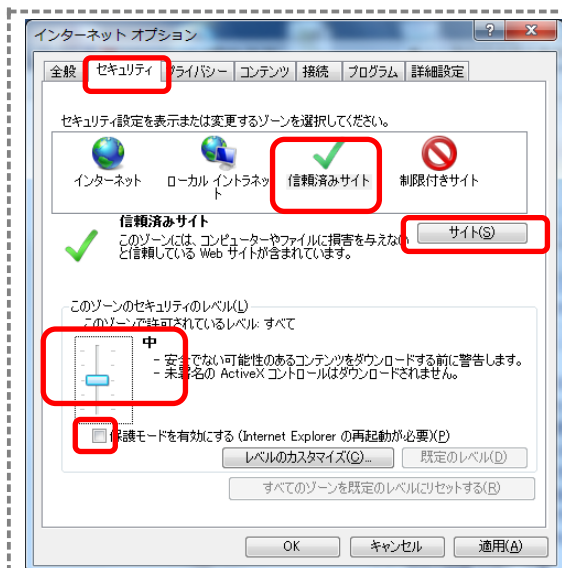 インターネット オプション
全般 セキュリティ プライバシー コンテンツ 接続 プログラム 詳細設定
セキュリティ設定を表示または変更するゾーンを選択してください。
インターネット ローカル イントラネット 信頼済みサイト 制限付きサイト
信頼済みサイト
このゾーンには、コンピューターやファイルに損害を与えない
と信頼している Web サイトが含まれています。
サイト(S)
このゾーンのセキュリティのレベル(L)
このゾーンで許可されているレベル: すべて
中
- 安全でない可能性のあるコンテンツをダウンロードする前に警告します。
- 未署名の ActiveX コントロールはダウンロードされません。
保護モードを有効にする (Internet Explorer の再起動が必要)(P)
レベルのカスタマイズ(C)... 既定のレベル(D)
すべてのゾーンを既定のレベルにリセットする(R)
OK キャンセル 適用(A)